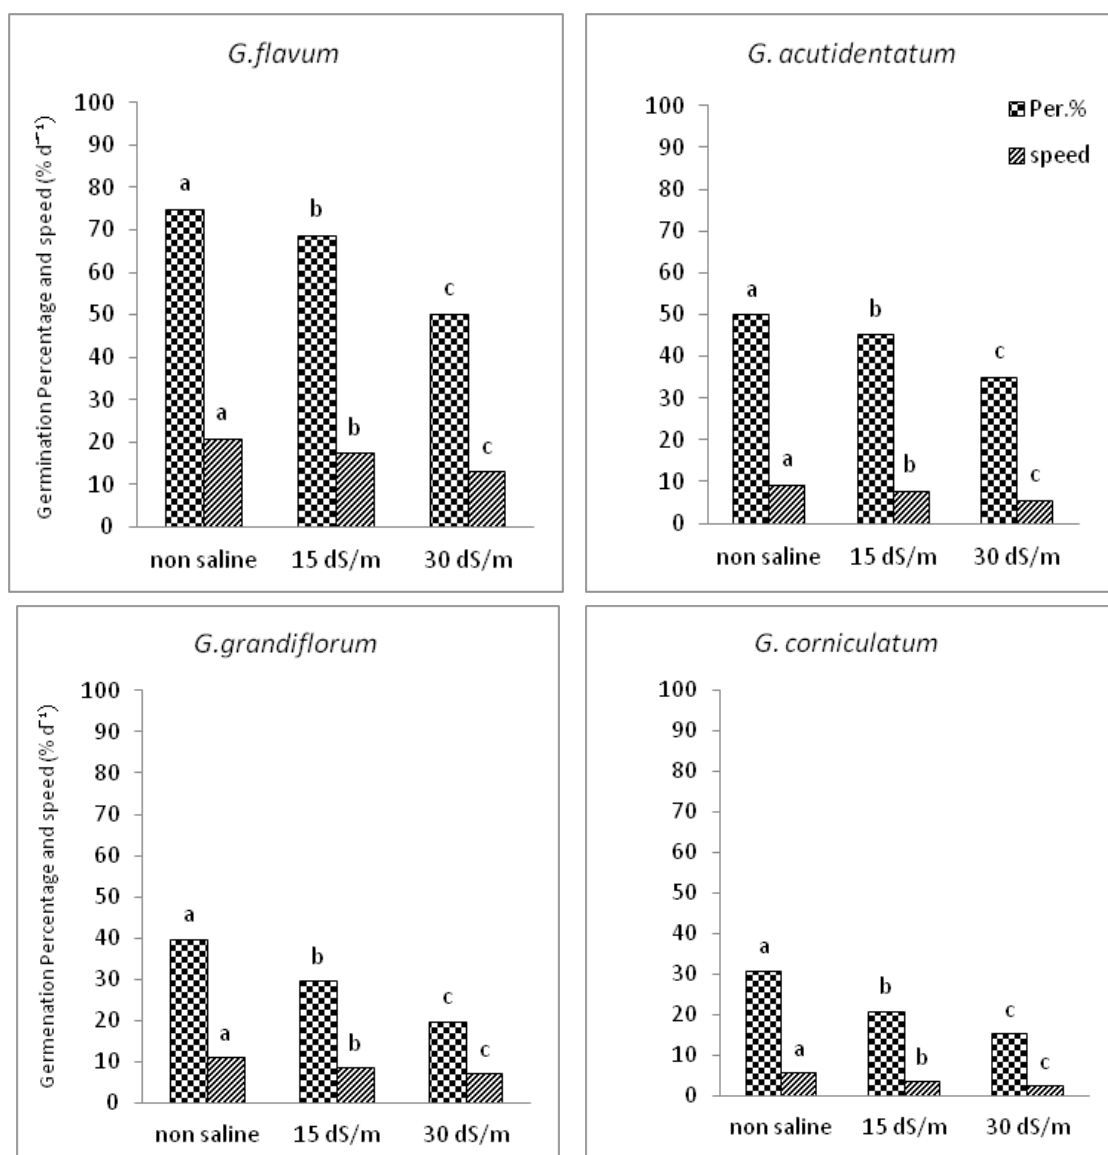 G.flavum
Germination Percentage and speed (% d⁻¹)
100
90
80
70
60
50
40
30
20
10
0
a
b
c
a
b
c
non saline 15 dS/m 30 dS/m
G. acutidentatum
Per.%
speed
100
90
80
70
60
50
40
30
20
10
0
a
b
c
a
b
c
non saline 15 dS/m 30 dS/m
G.grandiflorum
Germenation Percentage and speed (% d⁻¹)
100
90
80
70
60
50
40
30
20
10
0
a
b
c
a
b
c
non saline 15 dS/m 30 dS/m
G. corniculatum
100
90
80
70
60
50
40
30
20
10
0
a
b
c
a
b
c
non saline 15 dS/m 30 dS/m